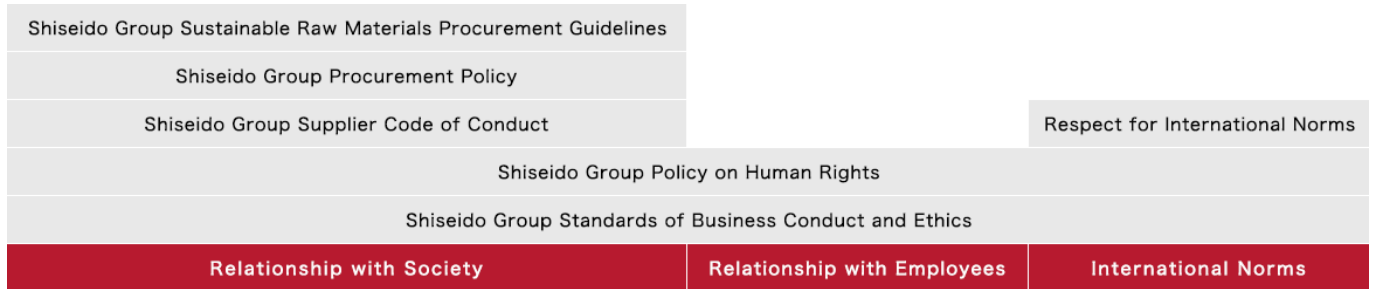 Shiseido Group Sustainable Raw Materials Procurement Guidelines
Shiseido Group Procurement Policy
Shiseido Group Supplier Code of Conduct
Respect for International Norms
Shiseido Group Policy on Human Rights
Shiseido Group Standards of Business Conduct and Ethics
Relationship with Society
Relationship with Employees
International Norms